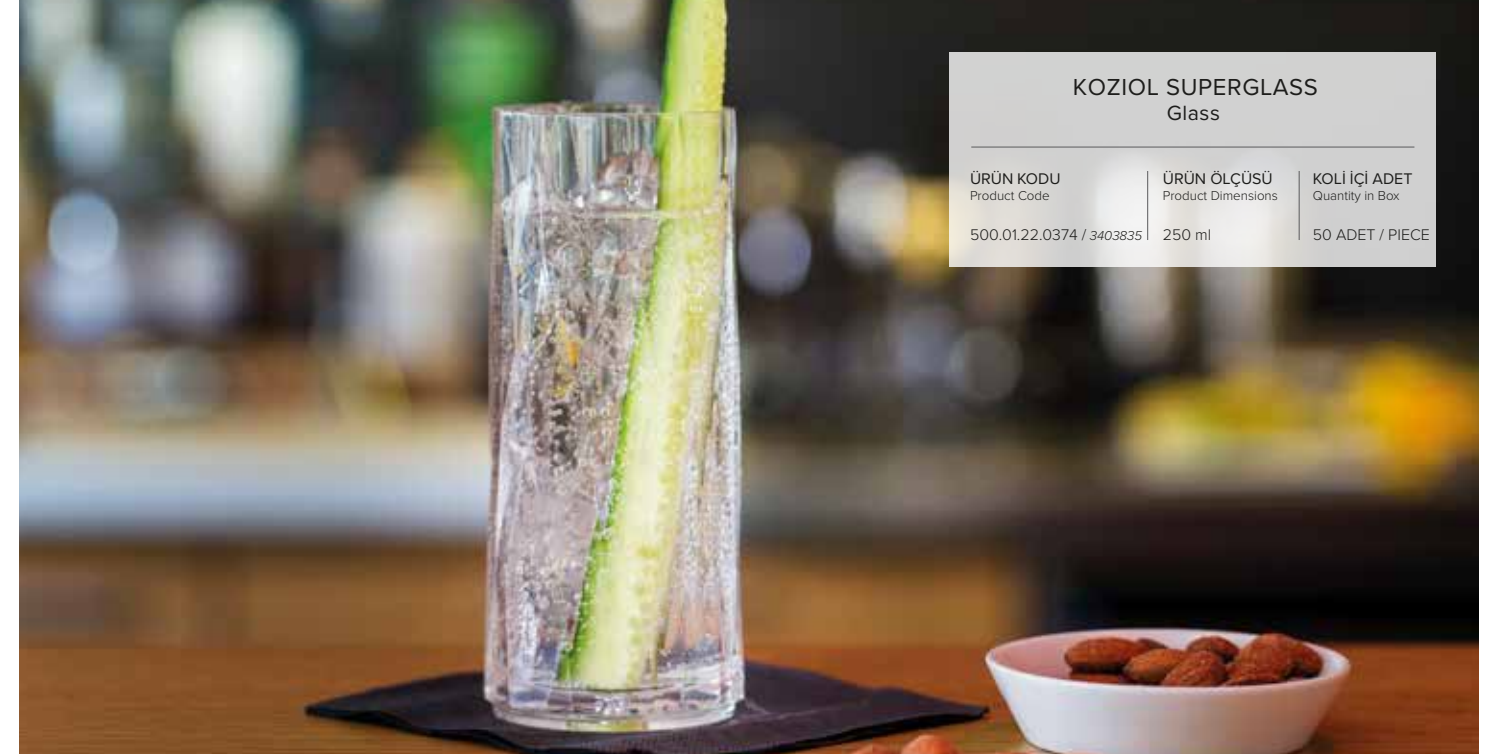 KOZIOL SUPERGLASS
Glass
ÜRÜN KODU
Product Code
500.01.22.0374 / 3403835
ÜRÜN ÖLÇÜSÜ
Product Dimensions
250 ml
KOLİ İÇİ ADET
Quantity in Box
50 ADET / PIECE